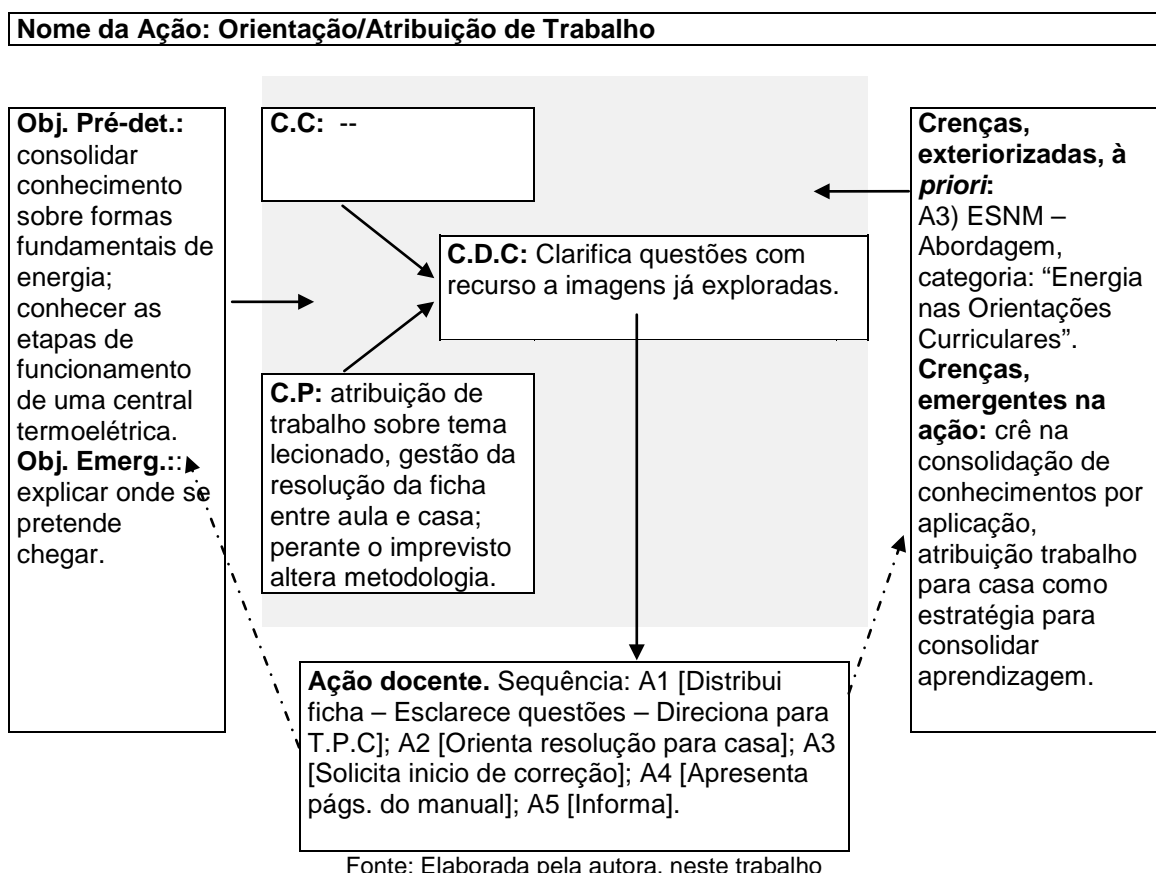 Nome da Ação: Orientação/Atribuição de Trabalho
Obj. Pré-det.:
consolidar
conhecimento
sobre formas
fundamentais de
energia;
conhecer as
etapas de
funcionamento
de uma central
termoelétrica.
Obj. Emerg.::
explicar onde se
pretende
chegar.
C.C: --
C.D.C: Clarifica questões com
recurso a imagens já exploradas.
C.P: atribuição de
trabalho sobre tema
lecionado, gestão da
resolução da ficha
entre aula e casa;
perante o imprevisto
altera metodologia.
Crenças,
exteriorizadas, à
priori:
A3) ESNM –
Abordagem,
categoria: “Energia
nas Orientações
Curriculares”.
Crenças,
emergentes na
ação: crê na
consolidação de
conhecimentos por
aplicação,
atribuição trabalho
para casa como
estratégia para
consolidar
aprendizagem.
Ação docente. Sequência: A1 [Distribui
ficha – Esclarece questões – Direciona para
T.P.C]; A2 [Orienta resolução para casa]; A3
[Solicita inicio de correção]; A4 [Apresenta
págs. do manual]; A5 [Informa].
Fonte: Elaborada pela autora, neste trabalho